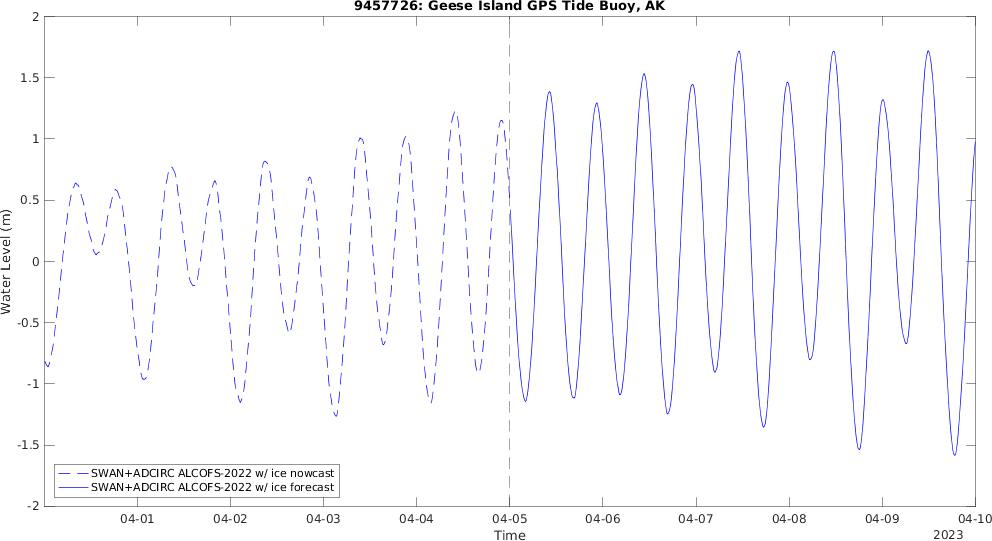 9457726: Geese Island GPS Tide Buoy, AK
2
1.5
1
0.5
0
-0.5
-1
-1.5
-2
Water Level (m)
SWAN+ADCIRC ALCOFS-2022 w/ ice nowcast
SWAN+ADCIRC ALCOFS-2022 w/ ice forecast
04-01 04-02 04-03 04-04 04-05 04-06 04-07 04-08 04-09 04-10
Time
2023